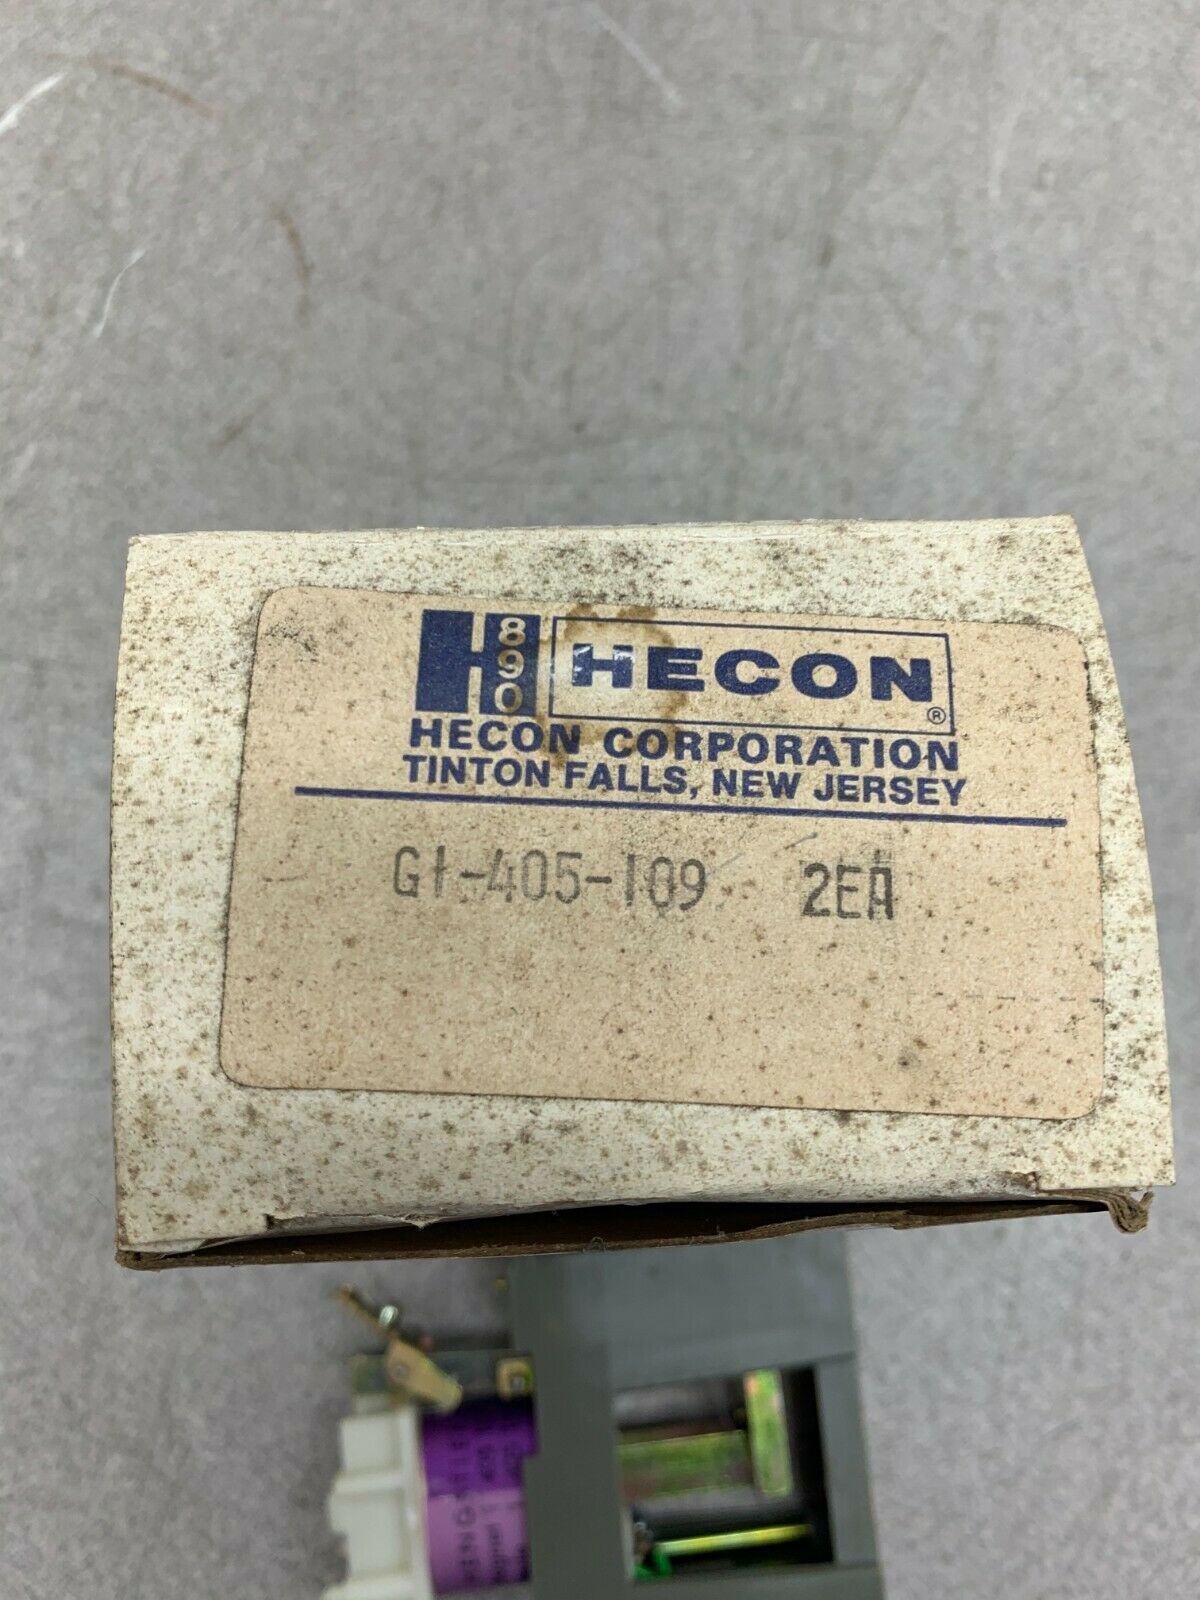 H 890 HECON®
HECON CORPORATION
TINTON FALLS, NEW JERSEY
G1-405-109 2EA